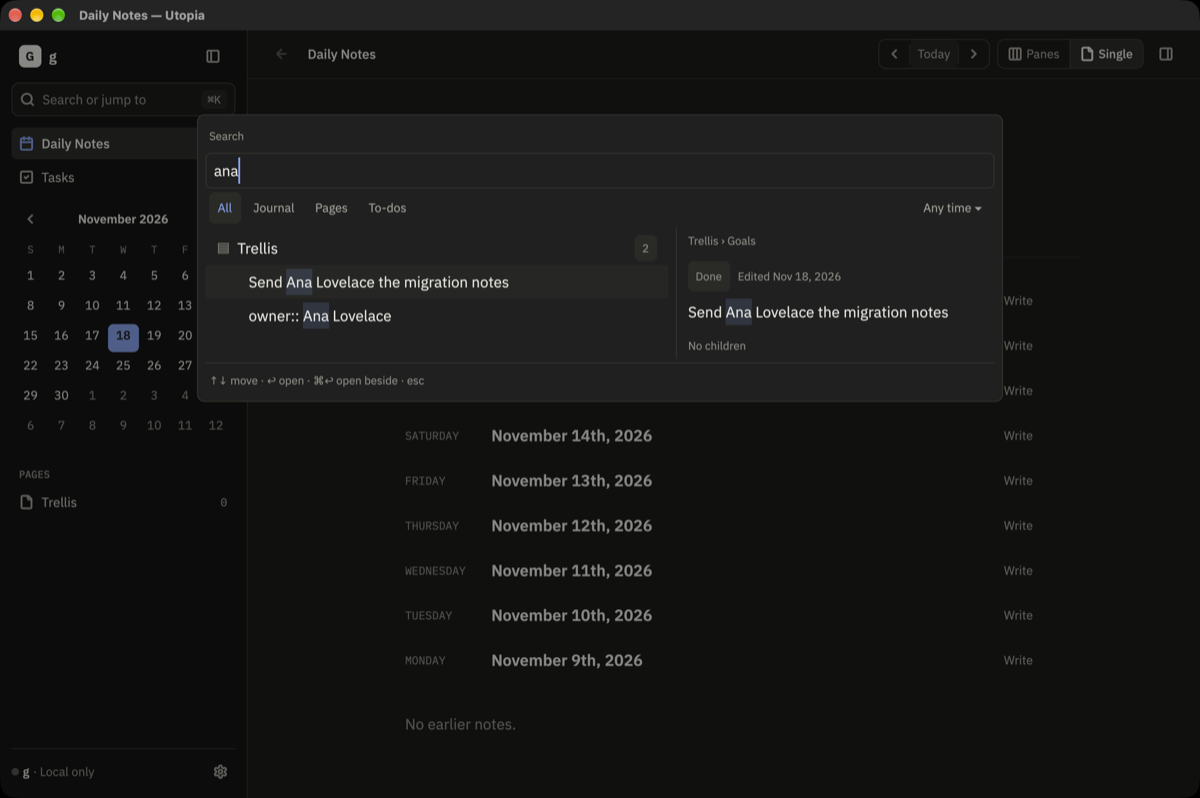 Daily Notes — Utopia
G g
Search or jump to ⌘K
Daily Notes
Tasks
November 2026
S M T W T F
1 2 3 4 5 6
8 9 10 11 12 13
15 16 17 18 19 20
22 23 24 25 26 27
29 30 1 2 3 4
6 7 8 9 10 11 12
PAGES
Trellis 0
g · Local only
Daily Notes
Today
Panes
Single
Search
ana
All Journal Pages To-dos Any time
Trellis 2
Send Ana Lovelace the migration notes
owner:: Ana Lovelace
Trellis › Goals
Done Edited Nov 18, 2026
Send Ana Lovelace the migration notes
No children
↑↓ move · ↩ open · ⌘↩ open beside · esc
Write
Write
Write
SATURDAY November 14th, 2026 Write
FRIDAY November 13th, 2026 Write
THURSDAY November 12th, 2026 Write
WEDNESDAY November 11th, 2026 Write
TUESDAY November 10th, 2026 Write
MONDAY November 9th, 2026 Write
No earlier notes.